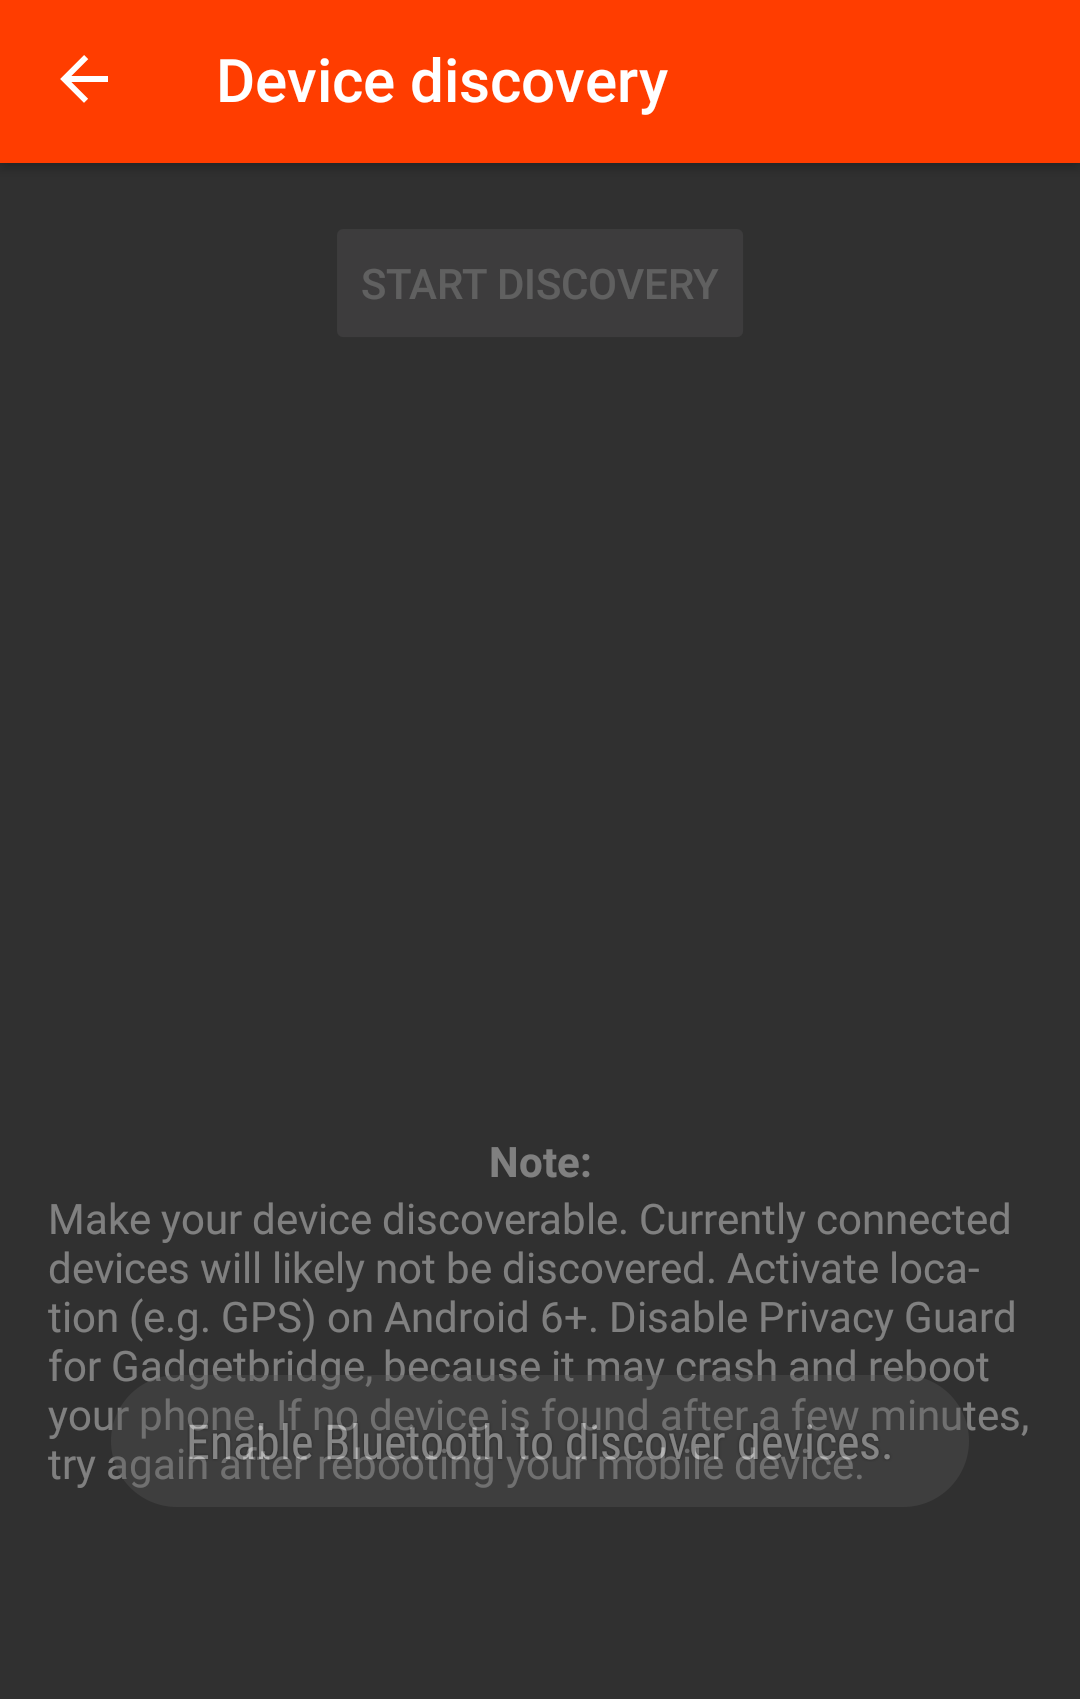 Device discovery
START DISCOVERY
Note:
Make your device discoverable. Currently connected
devices will likely not be discovered. Activate loca-
tion (e.g. GPS) on Android 6+. Disable Privacy Guard
for Gadgetbridge, because it may crash and reboot
your phone. If no device is found after a few minutes,
try again after rebooting your mobile device.
Enable Bluetooth to discover devices.